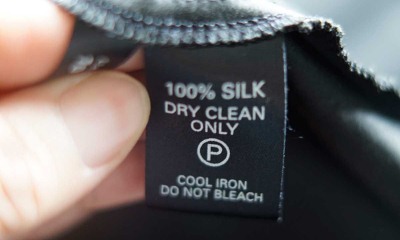 100% SILK
DRY CLEAN
ONLY
P
COOL IRON
DO NOT BLEACH